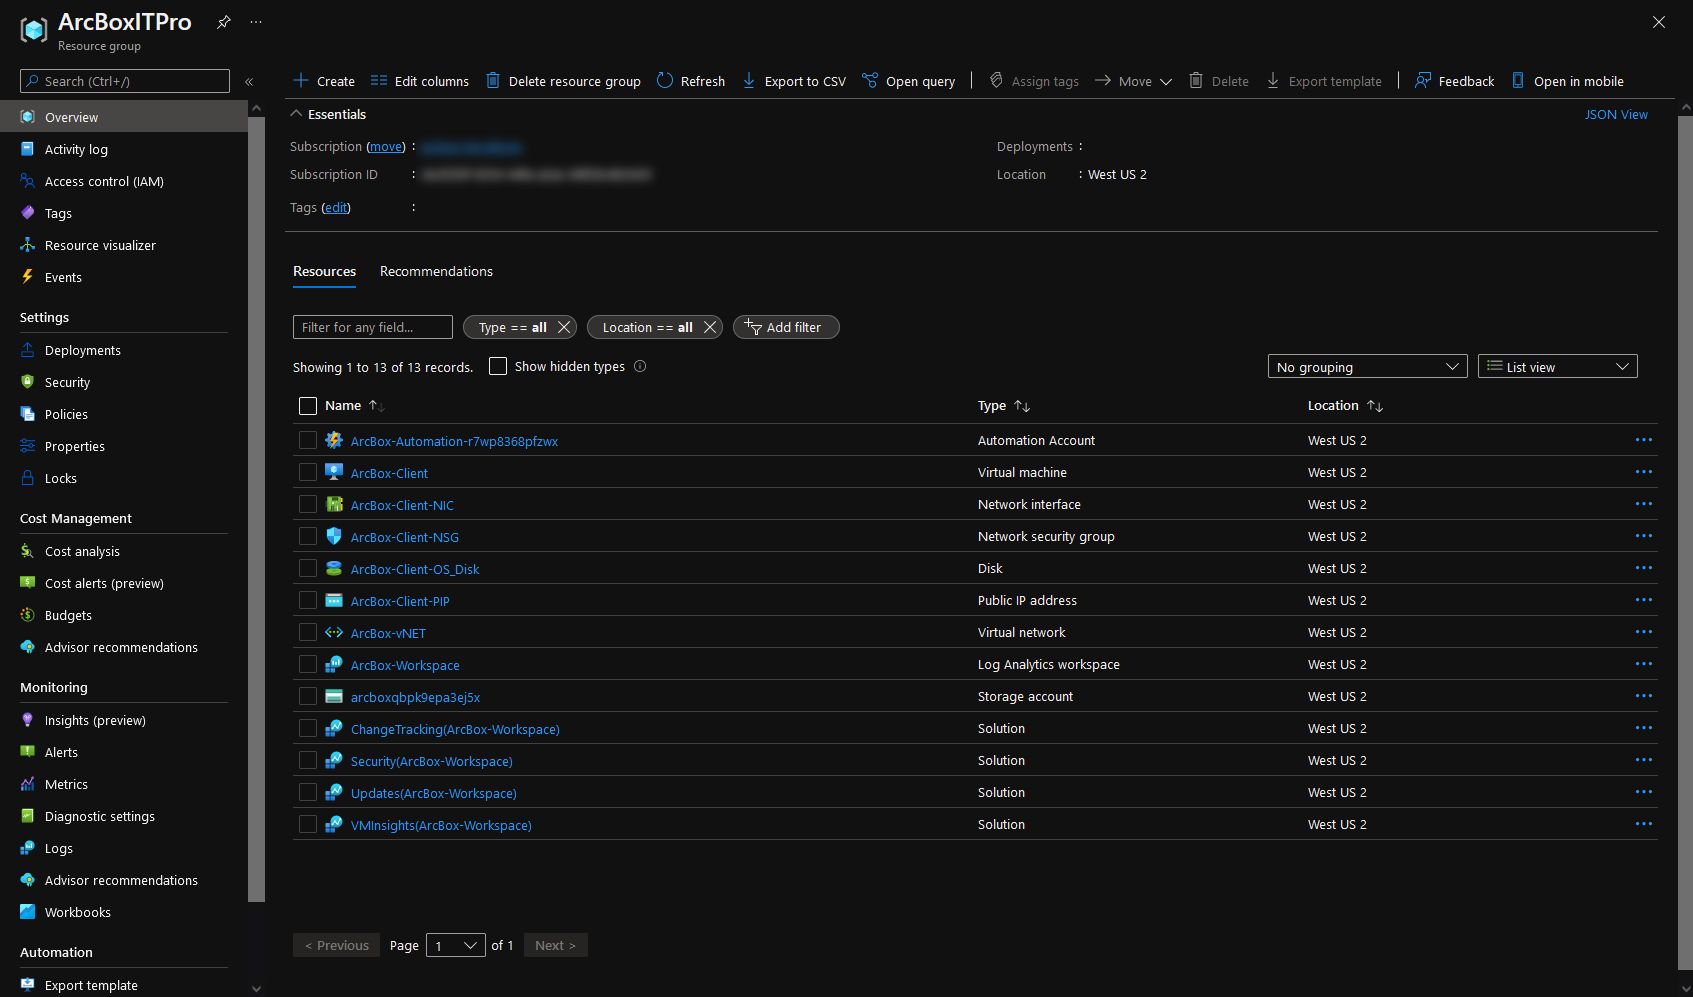 ArcBoxITPro
Resource group
Search (Ctrl+/)
Overview
Activity log
Access control (IAM)
Tags
Resource visualizer
Events
Settings
Deployments
Security
Policies
Properties
Locks
Cost Management
Cost analysis
Cost alerts (preview)
Budgets
Advisor recommendations
Monitoring
Insights (preview)
Alerts
Metrics
Diagnostic settings
Logs
Advisor recommendations
Workbooks
Automation
Export template
Create Edit columns Delete resource group Refresh Export to CSV Open query Assign tags Move Delete Export template Feedback Open in mobile
Essentials JSON View
Subscription (move) : Deployments :
Subscription ID : Location : West US 2
Tags (edit) :
Resources Recommendations
Filter for any field... Type == all Location == all Add filter
Showing 1 to 13 of 13 records. Show hidden types No grouping List view
Name Type Location
ArcBox-Automation-r7wp8368pfzwx Automation Account West US 2
ArcBox-Client Virtual machine West US 2
ArcBox-Client-NIC Network interface West US 2
ArcBox-Client-NSG Network security group West US 2
ArcBox-Client-OS_Disk Disk West US 2
ArcBox-Client-PIP Public IP address West US 2
ArcBox-vNET Virtual network West US 2
ArcBox-Workspace Log Analytics workspace West US 2
arcboxqbpk9epa3ej5x Storage account West US 2
ChangeTracking(ArcBox-Workspace) Solution West US 2
Security(ArcBox-Workspace) Solution West US 2
Updates(ArcBox-Workspace) Solution West US 2
VMInsights(ArcBox-Workspace) Solution West US 2
< Previous Page 1 of 1 Next >